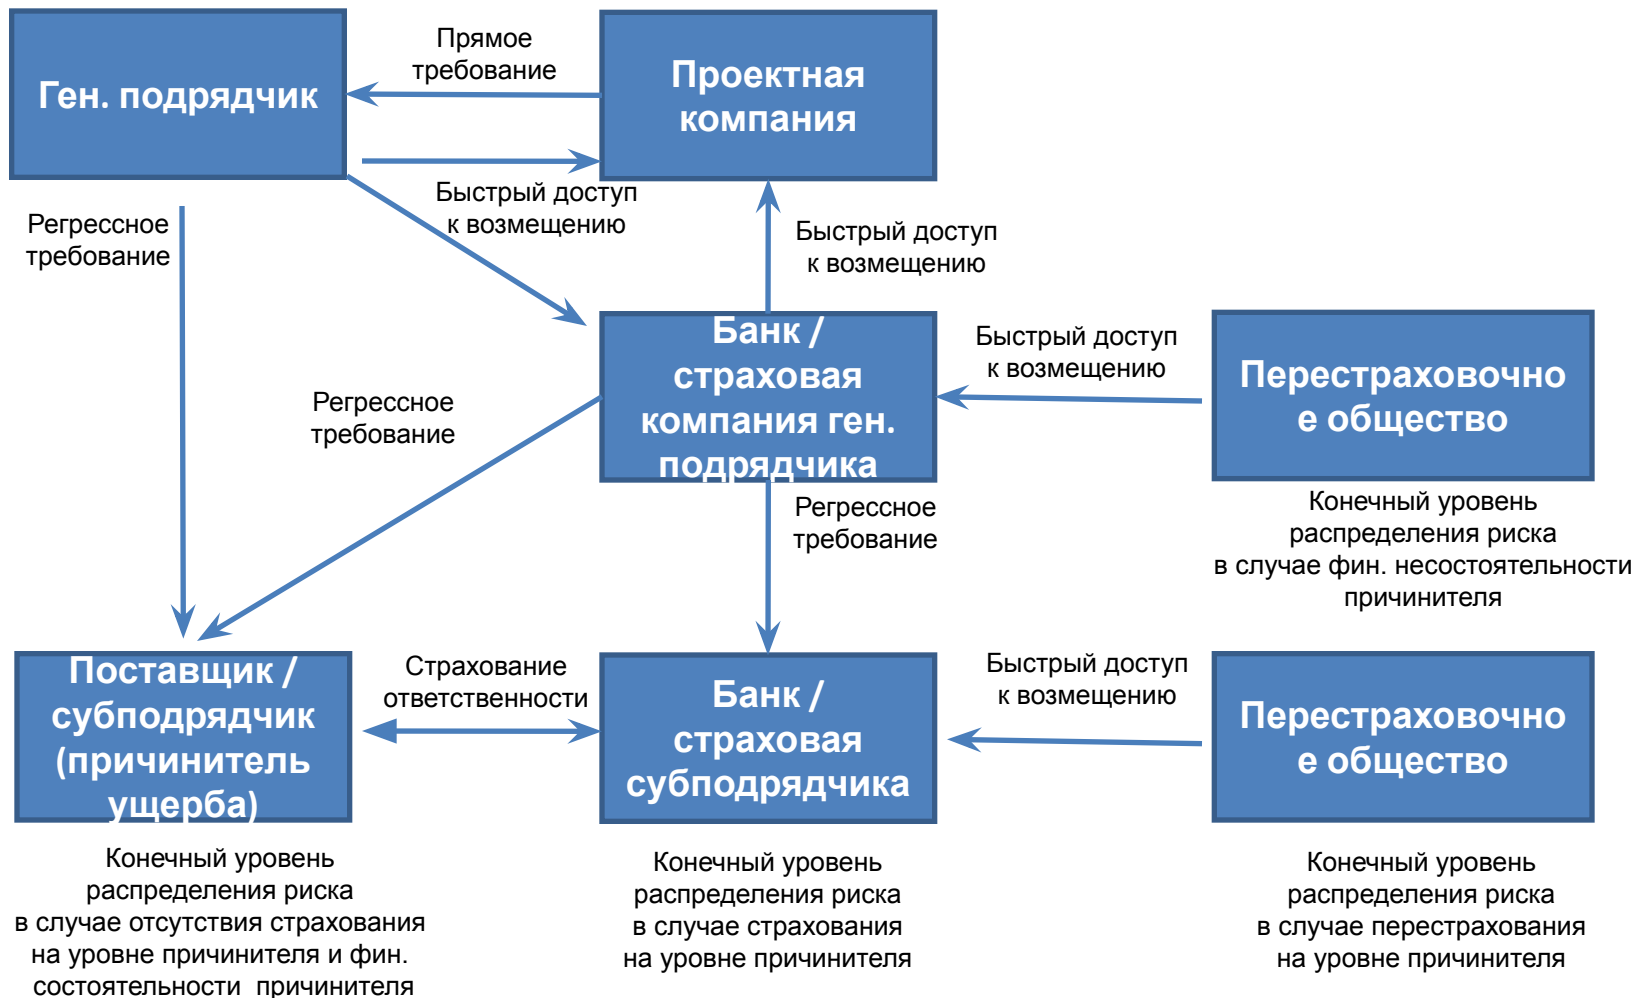 Ген. подрядчик
Прямое
требование
Проектная
компания
Быстрый доступ
к возмещению
Регрессное
требование
Быстрый доступ
к возмещению
Банк /
страховая
компания ген.
подрядчика
Быстрый доступ
к возмещению
Перестраховочно
е общество
Регрессное
требование
Регрессное
требование
Конечный уровень
распределения риска
в случае фин. несостоятельности
причинителя
Поставщик /
субподрядчик
(причинитель
ущерба)
Страхование
ответственности
Банк /
страховая
субподрядчика
Быстрый доступ
к возмещению
Перестраховочно
е общество
Конечный уровень
распределения риска
в случае отсутствия страхования
на уровне причинителя и фин.
состоятельности причинителя
Конечный уровень
распределения риска
в случае страхования
на уровне причинителя
Конечный уровень
распределения риска
в случае перестрахования
на уровне причинителя